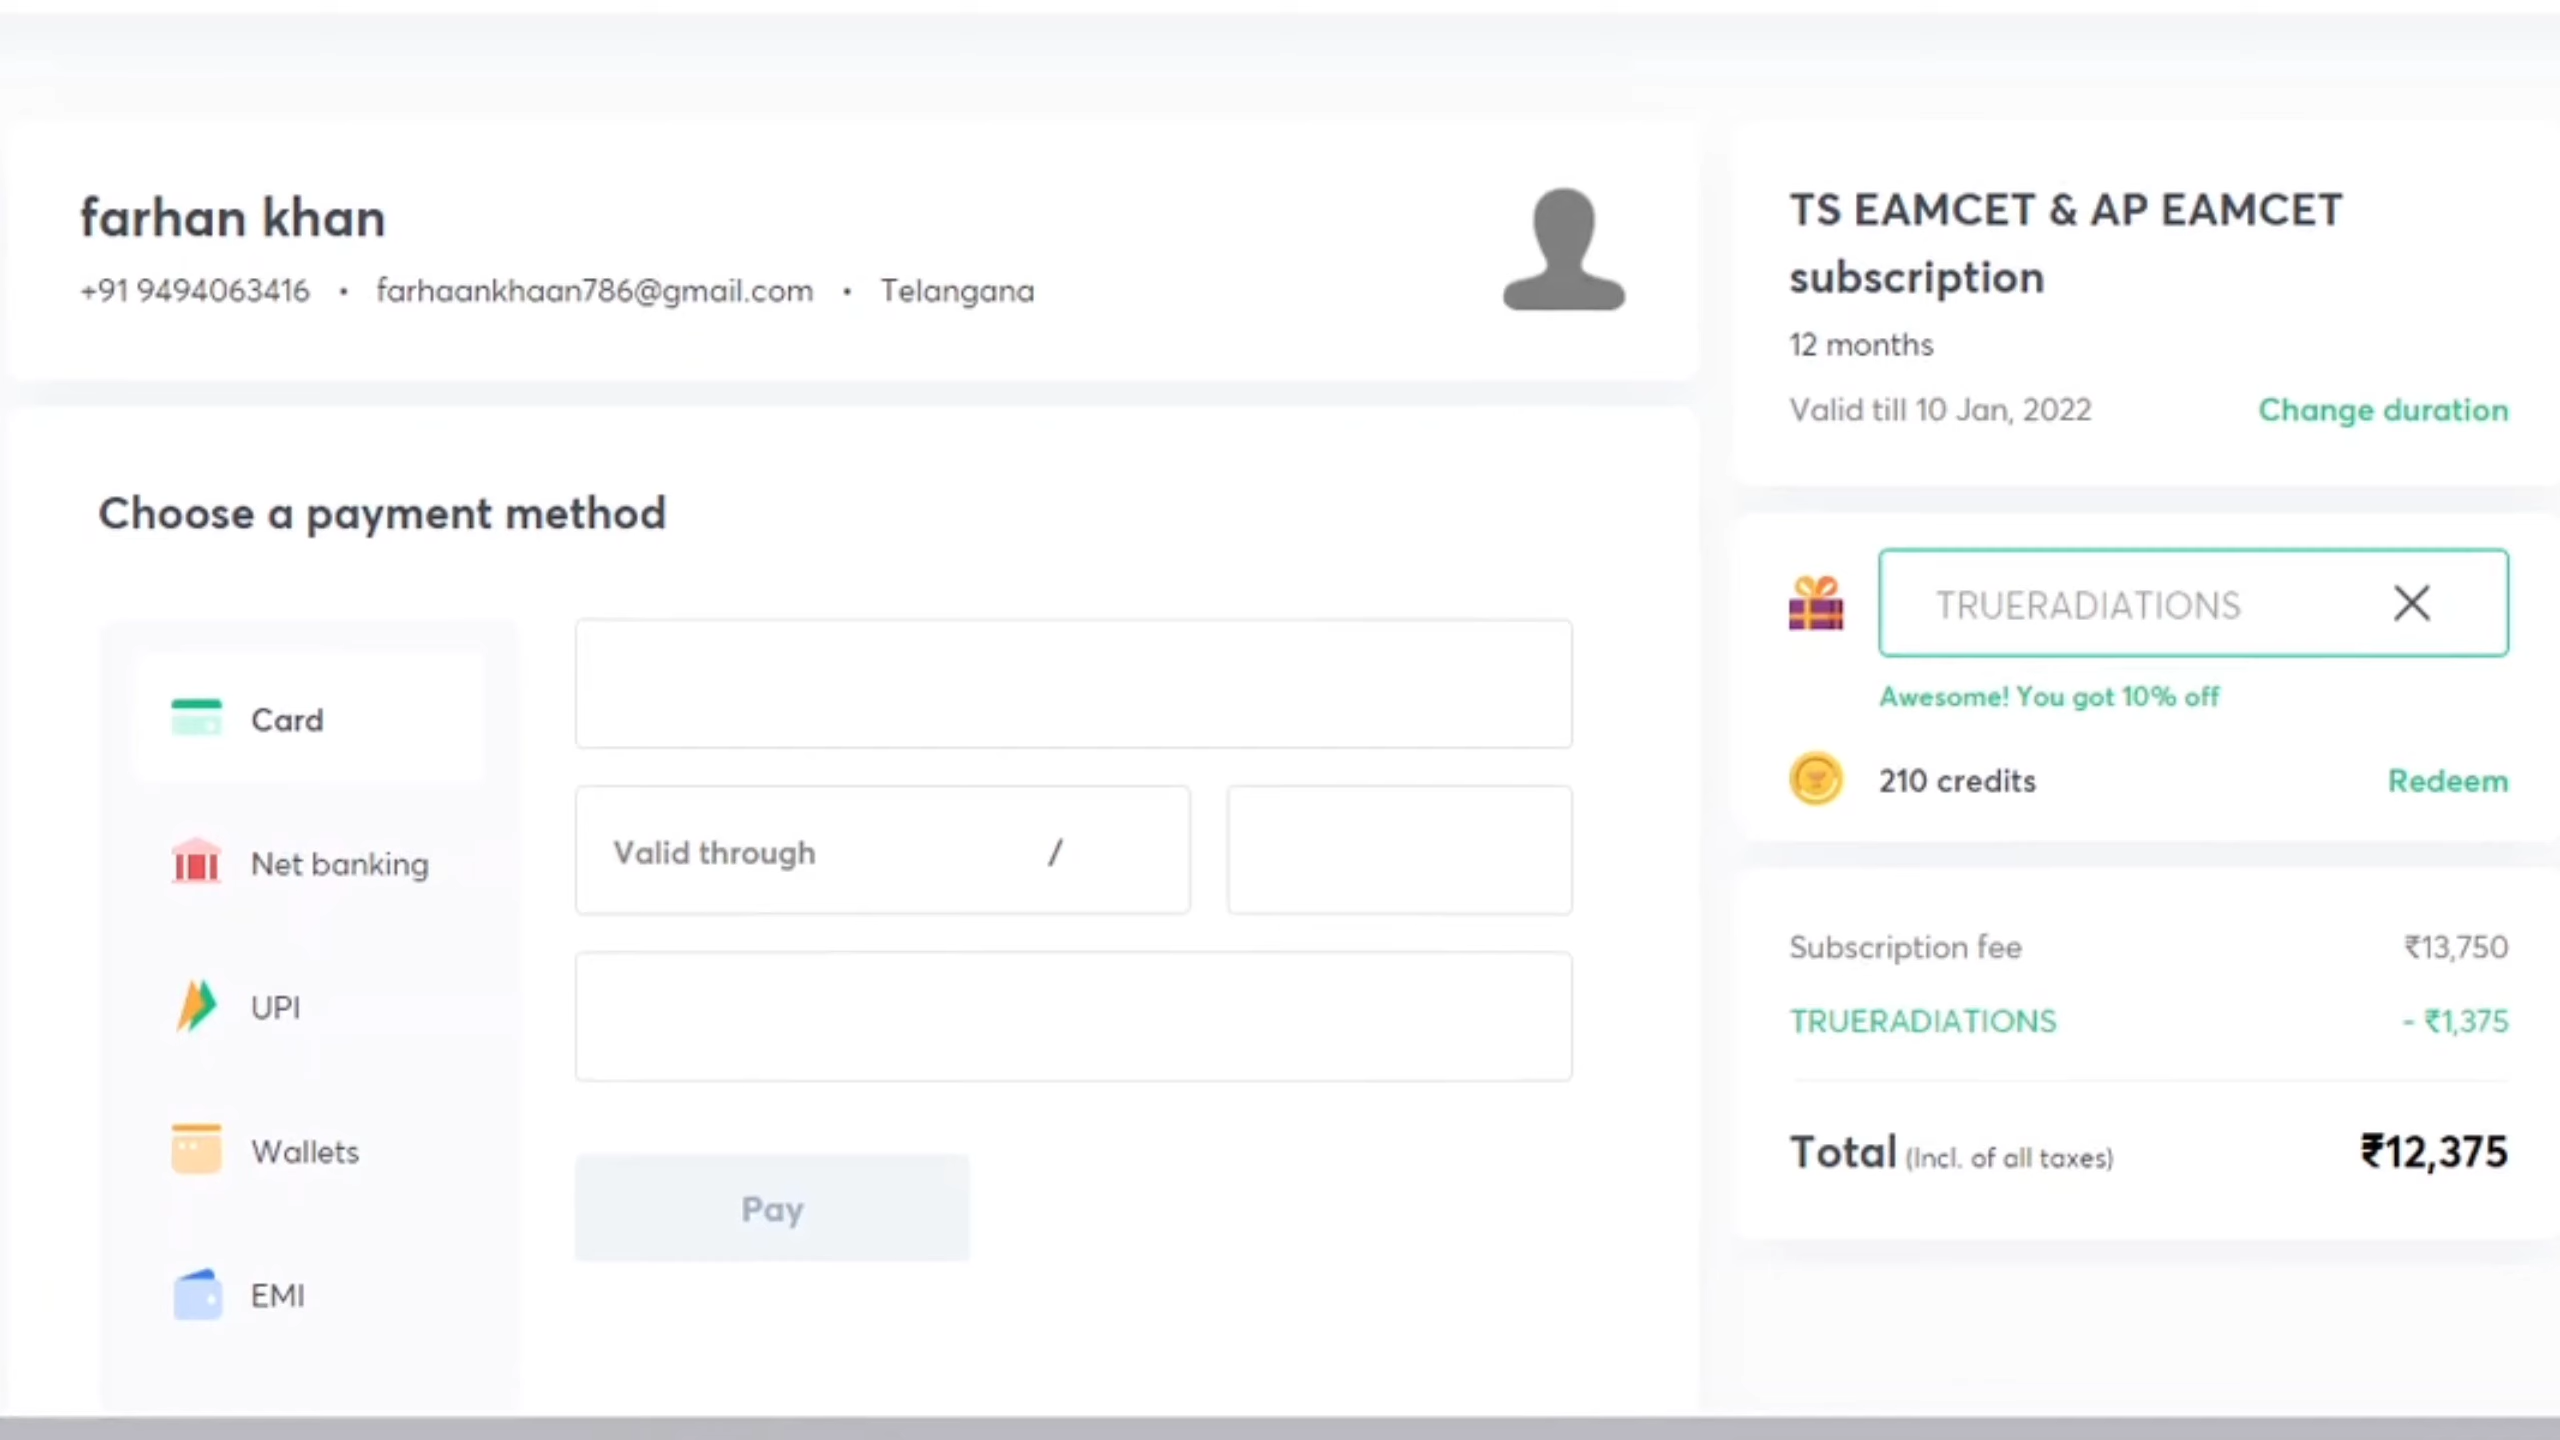 farhan khan
+91 9494063416 • farhaankhaan786@gmail.com • Telangana
Choose a payment method
Card
Net banking
UPI
Wallets
EMI
Valid through /
Pay
TS EAMCET & AP EAMCET
subscription
12 months
Valid till 10 Jan, 2022 Change duration
TRUERADIATIONS
Awesome! You got 10% off
210 credits Redeem
Subscription fee ₹13,750
TRUERADIATIONS - ₹1,375
Total (Incl. of all taxes) ₹12,375